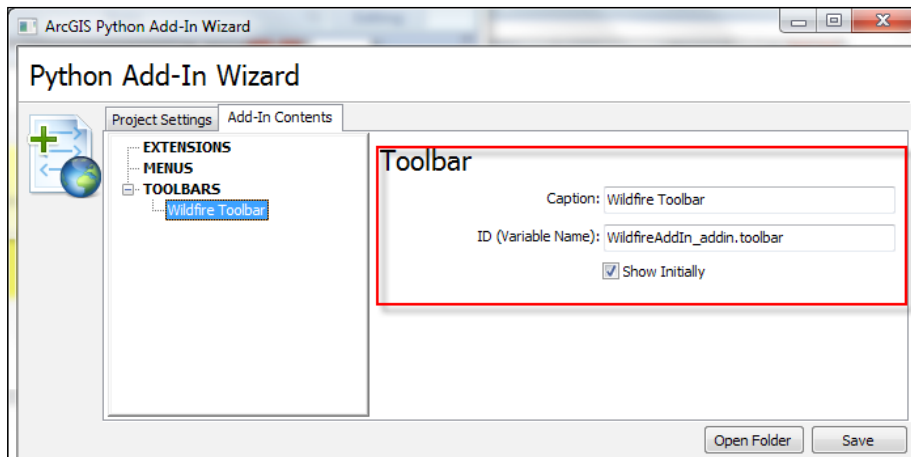 ArcGIS Python Add-In Wizard
Python Add-In Wizard
Project Settings
Add-In Contents
EXTENSIONS
MENUS
TOOLBARS
Wildfire Toolbar
Toolbar
Caption: Wildfire Toolbar
ID (Variable Name): WildfireAddIn_addin.toolbar
Show Initially
Open Folder
Save